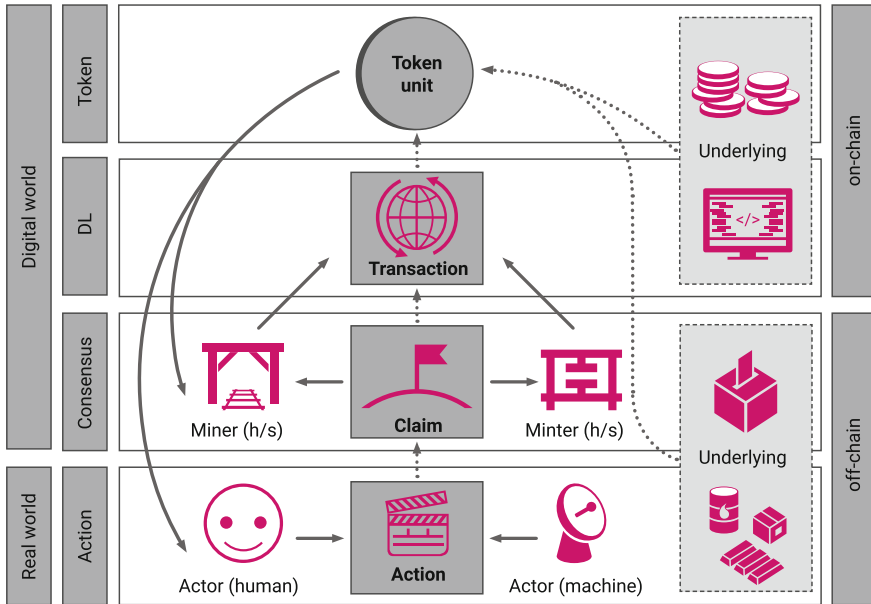 Digital world
Real world
Token
DL
Consensus
Action
Token
unit
Underlying
</>
Transaction
Miner (h/s)
Claim
Minter (h/s)
Underlying
Actor (human)
Action
Actor (machine)
on-chain
off-chain